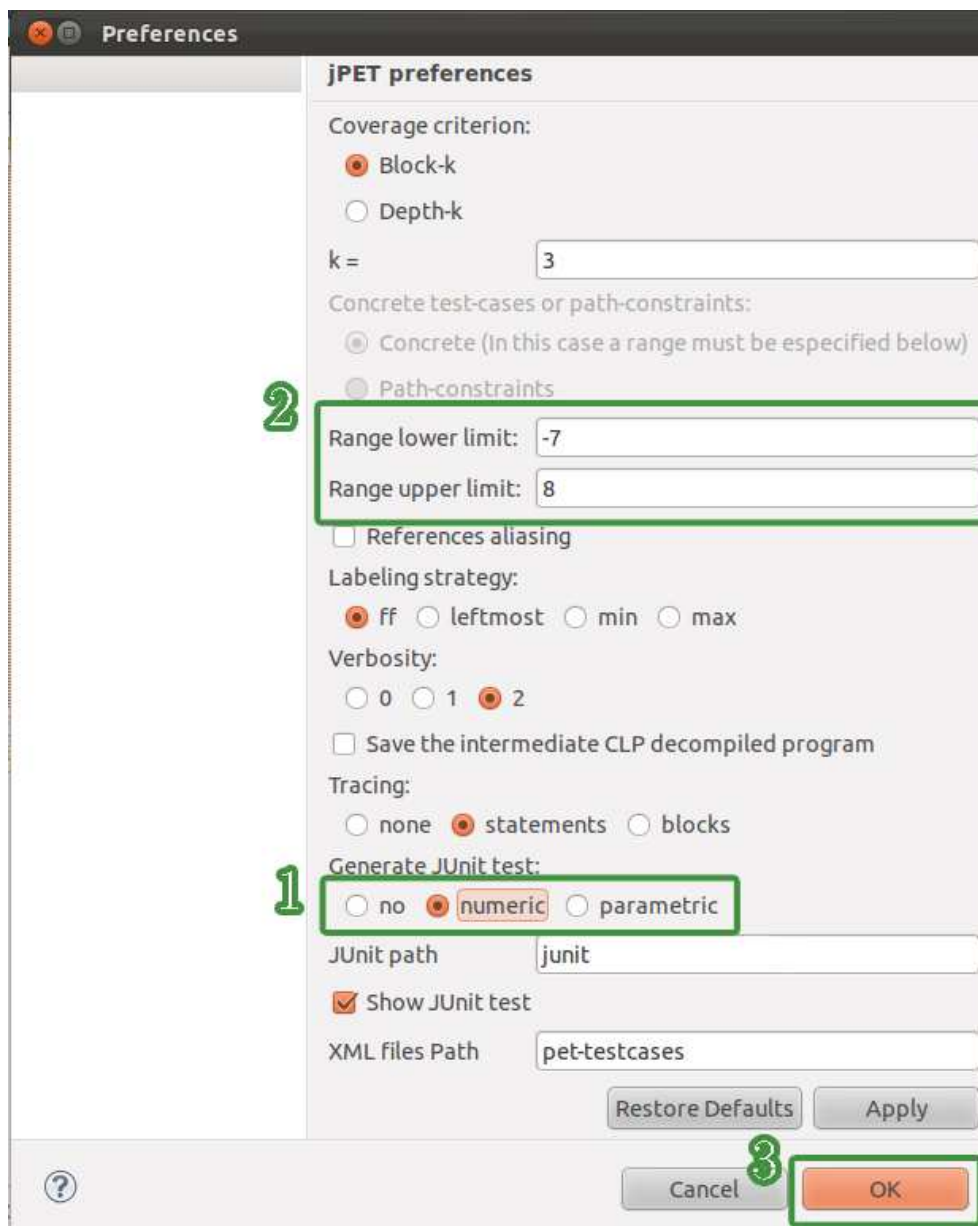 Preferences
jPET preferences
Coverage criterion:
Block-k
Depth-k
k =
3
Concrete test-cases or path-constraints:
Concrete (In this case a range must be especified below)
Path-constraints
2
Range lower limit:
-7
Range upper limit:
8
References aliasing
Labeling strategy:
ff leftmost min max
Verbosity:
0 1 2
Save the intermediate CLP decompiled program
Tracing:
none statements blocks
Generate JUnit test:
1
no numeric parametric
JUnit path
junit
Show JUnit test
XML files Path
pet-testcases
Restore Defaults Apply
3
? Cancel OK